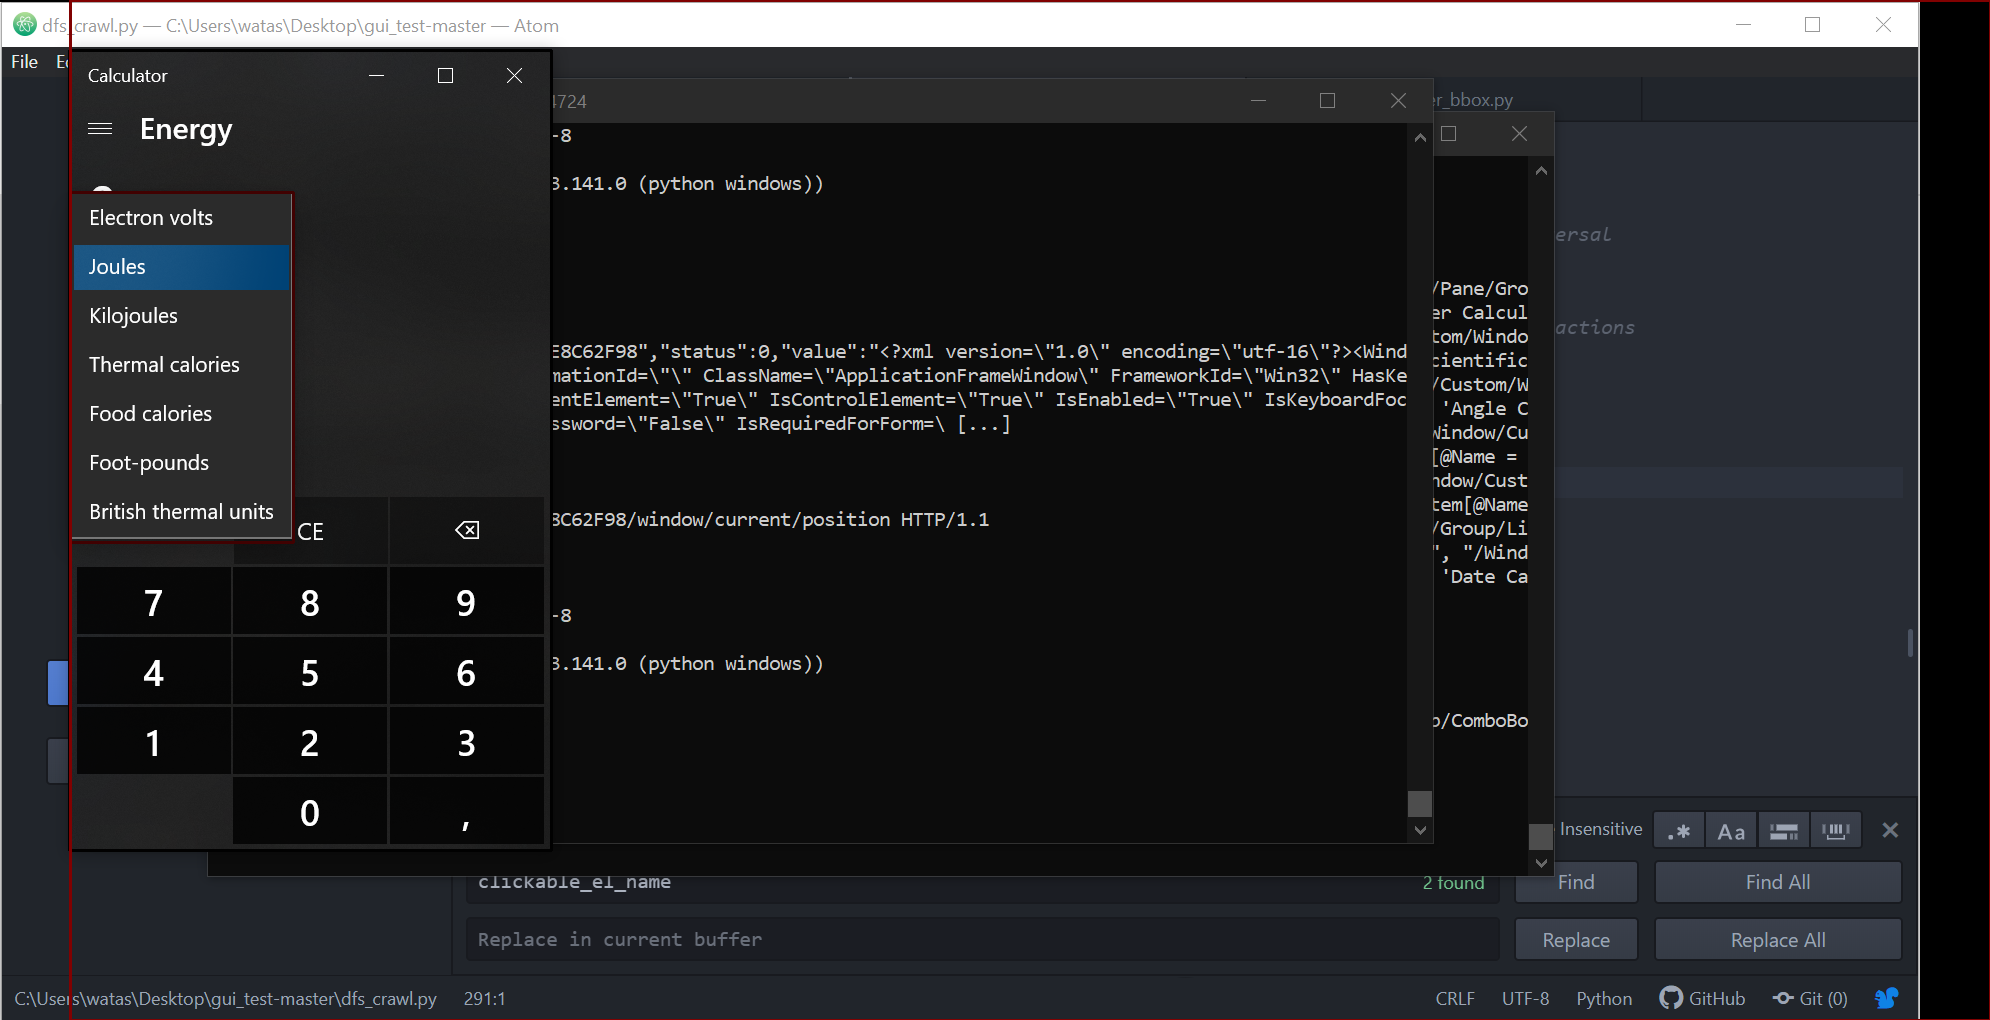 dfs_crawl.py — C:\Users\watas\Desktop\gui_test-master — Atom
File
Calculator
Energy
Electron volts
Joules
Kilojoules
Thermal calories
Food calories
Foot-pounds
British thermal units
CE
7 8 9
4 5 6
1 2 3
0 ,
4724
-8
3.141.0 (python windows))
E8C62F98","status":0,"value":"<?xml version=\"1.0\" encoding=\"utf-16\"?><Wind
mationId=\"\" ClassName=\"ApplicationFrameWindow\" FrameworkId=\"Win32\" HasKe
entElement=\"True\" IsControlElement=\"True\" IsEnabled=\"True\" IsKeyboardFoc
ssword=\"False\" IsRequiredForForm=\ [...]
8C62F98/window/current/position HTTP/1.1
-8
3.141.0 (python windows))
er_bbox.py
ersal
actions
/Pane/Gro
er Calcul
tom/Windo
cientific
/Custom/W
'Angle C
Window/Cu
[@Name =
ndow/Cust
tem[@Name
/Group/Li
", "/Wind
'Date Ca
o/ComboBo
Insensitive .* Aa
clickable_el_name 2 found Find Find All
Replace in current buffer Replace Replace All
C:\Users\watas\Desktop\gui_test-master\dfs_crawl.py 291:1 CRLF UTF-8 Python GitHub Git (0)